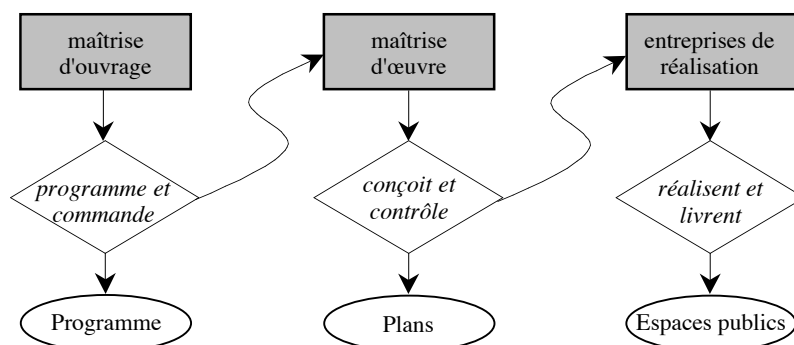 maîtrise
d'ouvrage
programme et
commande
Programme
maîtrise
d'œuvre
conçoit et
contrôle
Plans
entreprises de
réalisation
réalisent et
livrent
Espaces publics